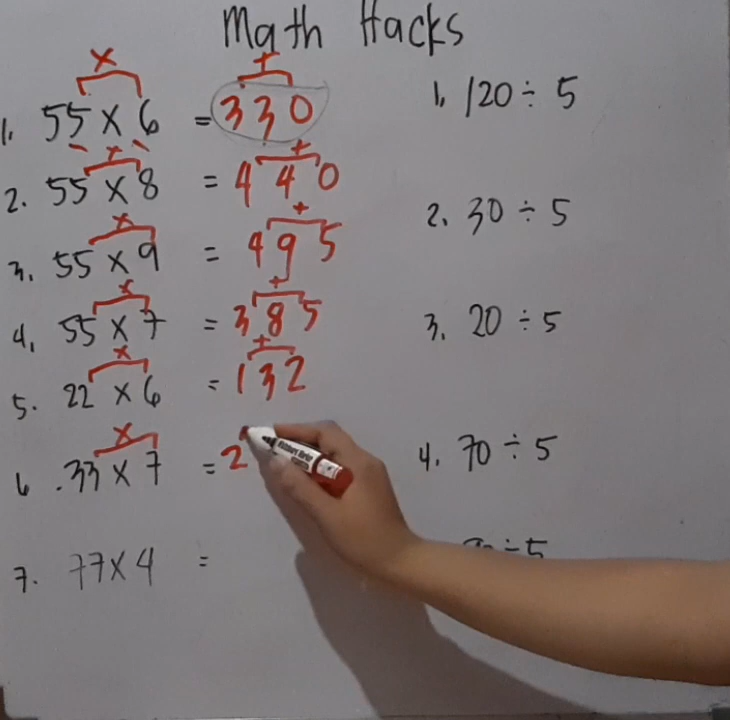 Math Hacks
1. 55 x 6 = 330
2. 55 x 8 = 440
3. 55 x 9 = 495
4. 55 x 7 = 385
5. 22 x 6 = 132
6 .33 x 7 = 2
7. 77 x 4 =
1. 120 ÷ 5
2. 30 ÷ 5
3. 20 ÷ 5
4. 70 ÷ 5
÷ 5